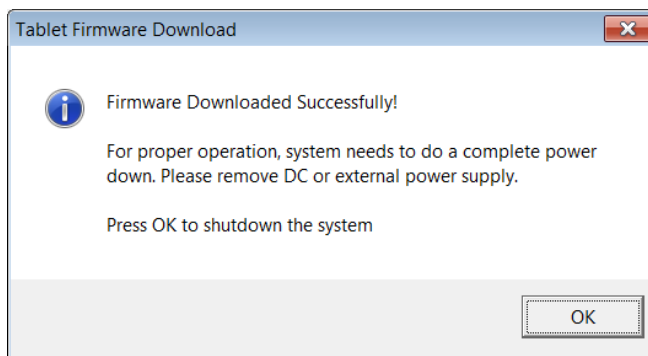 Tablet Firmware Download
Firmware Downloaded Successfully!
For proper operation, system needs to do a complete power
down. Please remove DC or external power supply.
Press OK to shutdown the system
OK